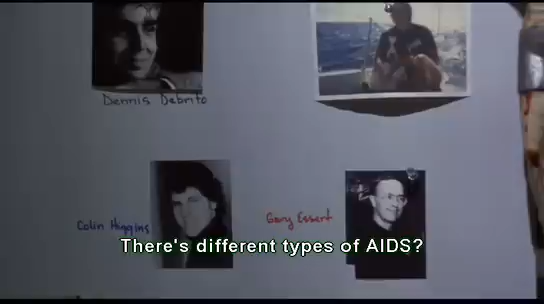 Dennis Debrito
Colin Higgins
Gary Essert
There's different types of AIDS?